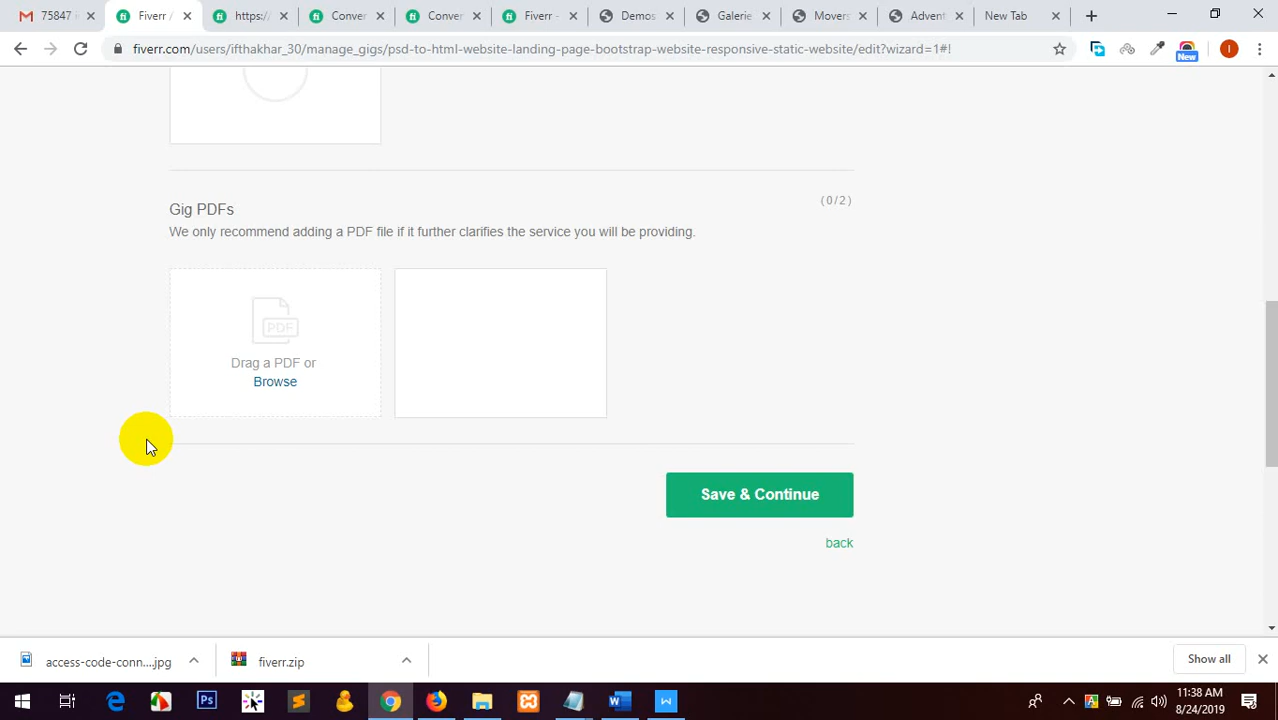 75847 i
Fiverr /
https:/
Conver
Conver
Fiverr -
Demos
Galerie
Movers
Advent
New Tab
fiverr.com/users/ifthakhar_30/manage_gigs/psd-to-html-website-landing-page-bootstrap-website-responsive-static-website/edit?wizard=1#!
New
I
Gig PDFs
(0/2)
We only recommend adding a PDF file if it further clarifies the service you will be providing.
PDF
Drag a PDF or
Browse
Save & Continue
back
access-code-conn....jpg
fiverr.zip
Show all
Ps
W
W
A
11:38 AM
8/24/2019